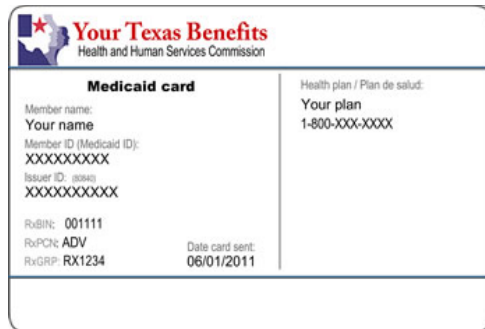 Your Texas Benefits
Health and Human Services Commission
Medicaid card
Member name:
Your name
Member ID (Medicaid ID):
XXXXXXXXX
Issuer ID: (80840)
XXXXXXXXXX
RxBIN: 001111
RxPCN: ADV
RxGRP: RX1234
Date card sent:
06/01/2011
Health plan / Plan de salud:
Your plan
1-800-XXX-XXXX